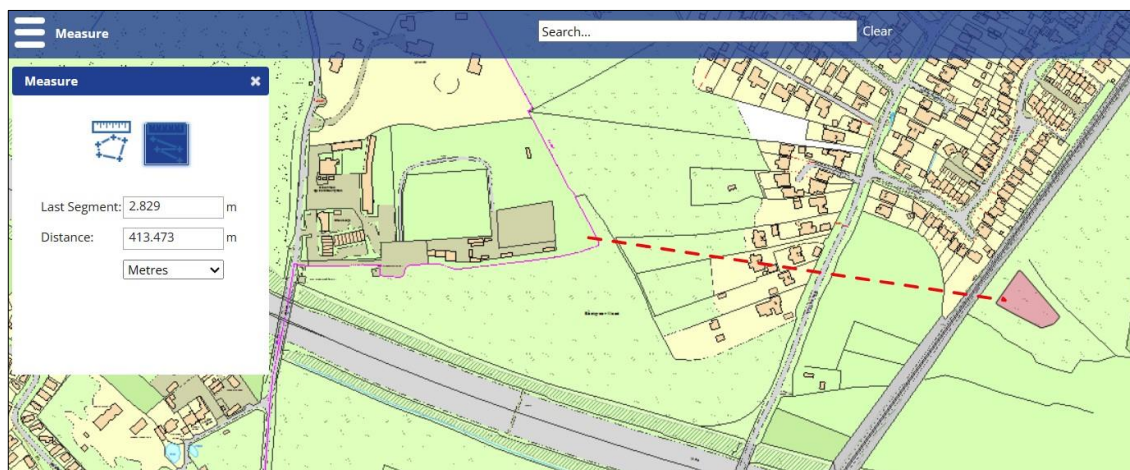 Measure
Search...
Clear
Measure
Last Segment: 2.829 m
Distance: 413.473 m
Metres